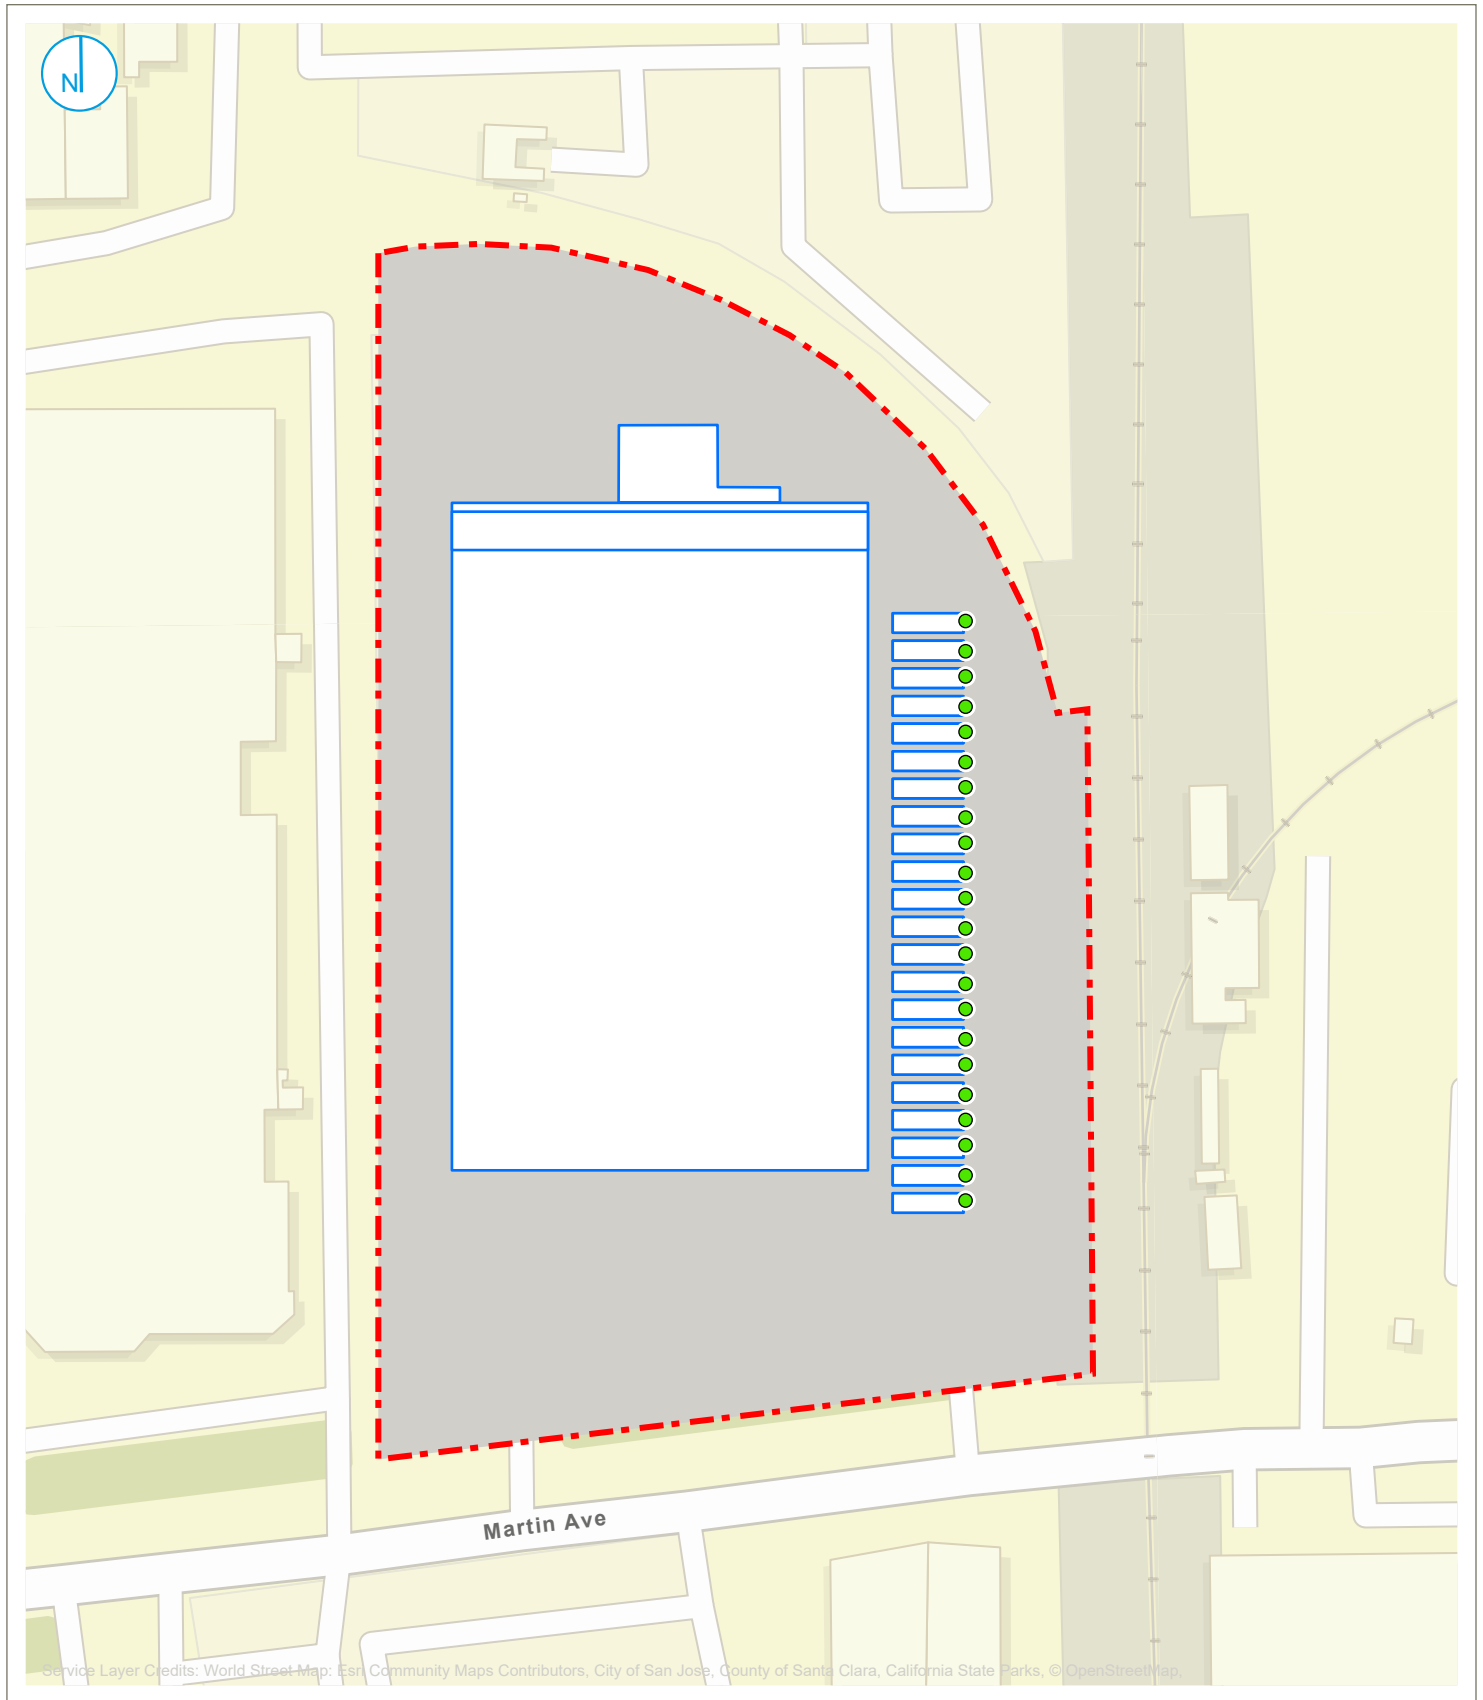 N
Martin Ave
Service Layer Credits: World Street Map: Esri Community Maps Contributors, City of San Jose, County of Santa Clara, California State Parks, © OpenStreetMap,